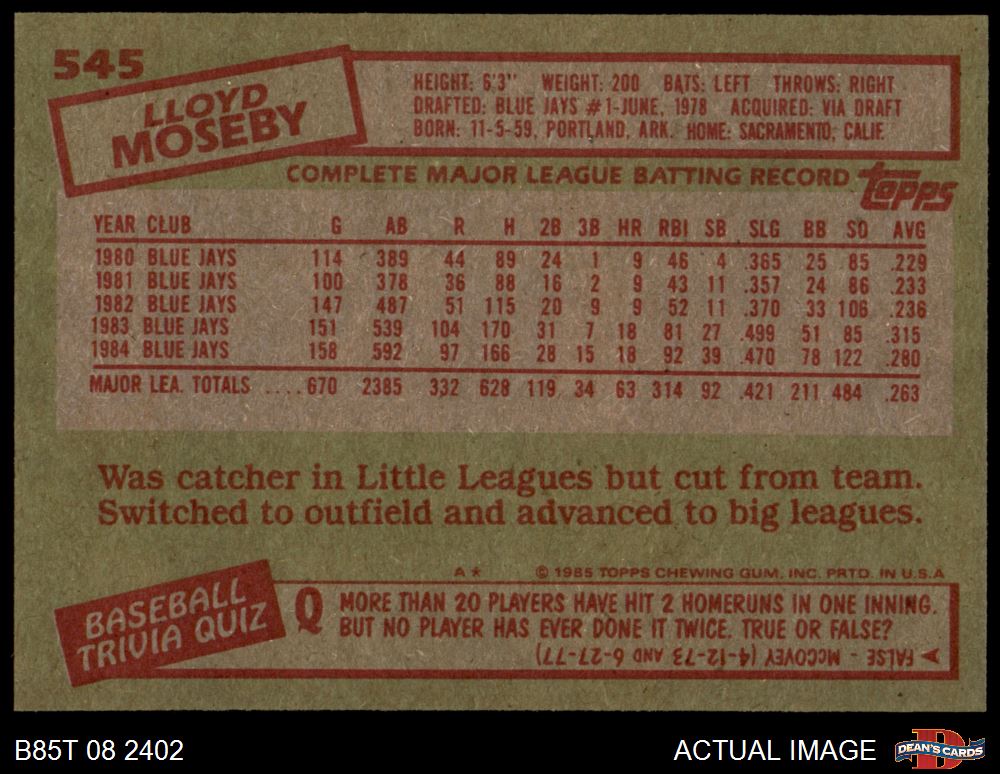 545
LLOYD
MOSEBY
HEIGHT: 6'3" WEIGHT: 200 BATS: LEFT THROWS: RIGHT
DRAFTED: BLUE JAYS #1-JUNE, 1978 ACQUIRED: VIA DRAFT
BORN: 11-5-59, PORTLAND, ARK. HOME: SACRAMENTO, CALIF.
COMPLETE MAJOR LEAGUE BATTING RECORD topps
YEAR CLUB G AB R H 2B 3B HR RBI SB SLG BB SO AVG
1980 BLUE JAYS 114 389 44 89 24 1 9 46 4 .365 25 85 .229
1981 BLUE JAYS 100 378 36 88 16 2 9 43 11 .357 24 86 .233
1982 BLUE JAYS 147 487 51 115 20 9 9 52 11 .370 33 106 .236
1983 BLUE JAYS 151 539 104 170 31 7 18 81 27 .499 51 85 .315
1984 BLUE JAYS 158 592 97 166 28 15 18 92 39 .470 78 122 .280
MAJOR LEA. TOTALS ....670 2385 332 628 119 34 63 314 92 .421 211 484 .263
Was catcher in Little Leagues but cut from team.
Switched to outfield and advanced to big leagues.
A* © 1985 TOPPS CHEWING GUM, INC. PRTD. IN U.S.A
BASEBALL
TRIVIA QUIZ
Q MORE THAN 20 PLAYERS HAVE HIT 2 HOMERUNS IN ONE INNING.
BUT NO PLAYER HAS EVER DONE IT TWICE. TRUE OR FALSE?
FALSE - McCOVEY (4-12-73 AND 6-27-77)
B85T 08 2402 ACTUAL IMAGE D DEAN'S CARDS